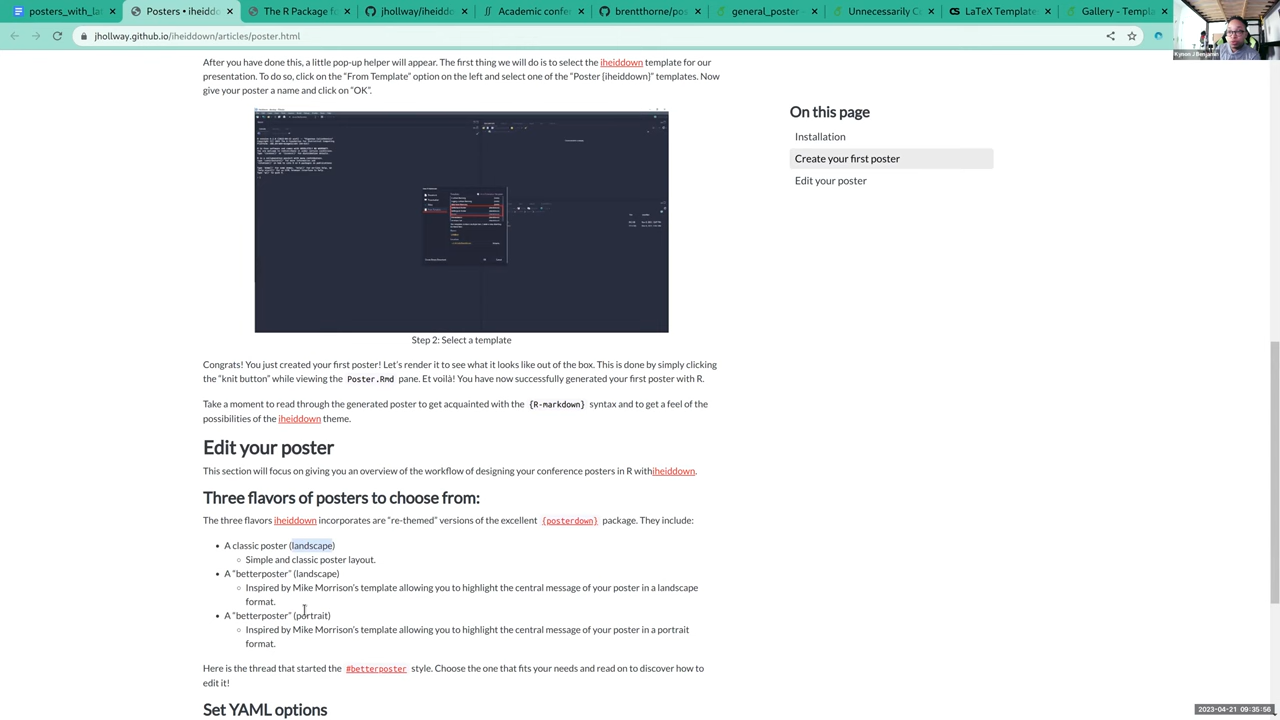 posters_with_lat
Posters • iheiddown
The R Package for
jhollway/iheiddow
Academic confere
brentthorne/post
general_poster -
Unnecessarily Co
LaTeX Templates
Gallery - Templat
jhollway.github.io/iheiddown/articles/poster.html
Kynon J Benjamin
After you have done this, a little pop-up helper will appear. The first thing we will do is to select the iheiddown template for our
presentation. To do so, click on the “From Template” option on the left and select one of the “Poster [iheiddown]” templates. Now
give your poster a name and click on “OK”.
On this page
Installation
Create your first poster
Edit your poster
Step 2: Select a template
Congrats! You just created your first poster! Let’s render it to see what it looks like out of the box. This is done by simply clicking
the “knit button” while viewing the Poster.Rmd pane. Et voilà! You have now successfully generated your first poster with R.
Take a moment to read through the generated poster to get acquainted with the {R-markdown} syntax and to get a feel of the
possibilities of the iheiddown theme.
Edit your poster
This section will focus on giving you an overview of the workflow of designing your conference posters in R withiheiddown.
Three flavors of posters to choose from:
The three flavors iheiddown incorporates are “re-themed” versions of the excellent {posterdown} package. They include:
A classic poster (landscape)
Simple and classic poster layout.
A “betterposter” (landscape)
Inspired by Mike Morrison’s template allowing you to highlight the central message of your poster in a landscape
format.
A “betterposter” (portrait)
Inspired by Mike Morrison’s template allowing you to highlight the central message of your poster in a portrait
format.
Here is the thread that started the #betterposter style. Choose the one that fits your needs and read on to discover how to
edit it!
Set YAML options
2023-04-21 09:35:56